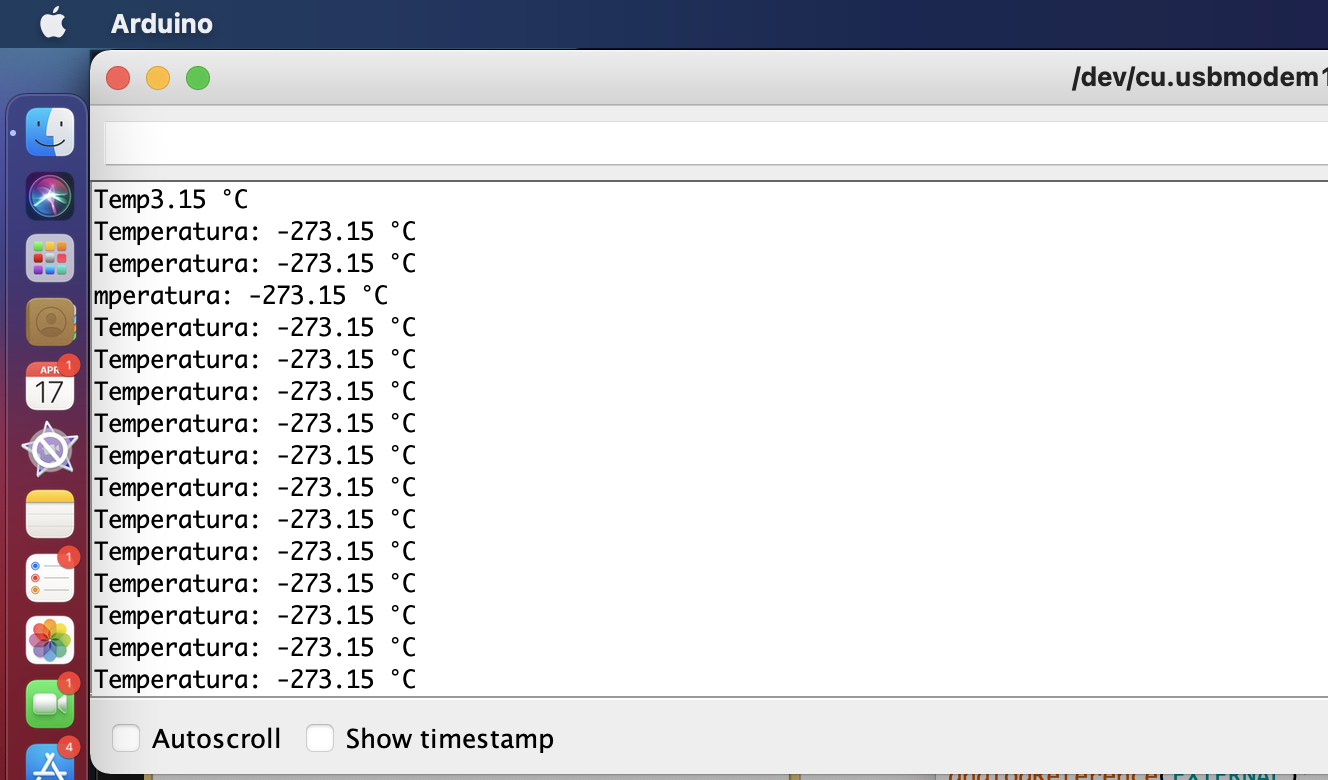 Arduino
/dev/cu.usbmodem1
Temp3.15 °C
Temperatura: -273.15 °C
Temperatura: -273.15 °C
mperatura: -273.15 °C
Temperatura: -273.15 °C
Temperatura: -273.15 °C
Temperatura: -273.15 °C
Temperatura: -273.15 °C
Temperatura: -273.15 °C
Temperatura: -273.15 °C
Temperatura: -273.15 °C
Temperatura: -273.15 °C
Temperatura: -273.15 °C
Temperatura: -273.15 °C
Temperatura: -273.15 °C
Temperatura: -273.15 °C
1
APR
17
1
1
4
Autoscroll
Show timestamp
analogReference(EXTERNAL)